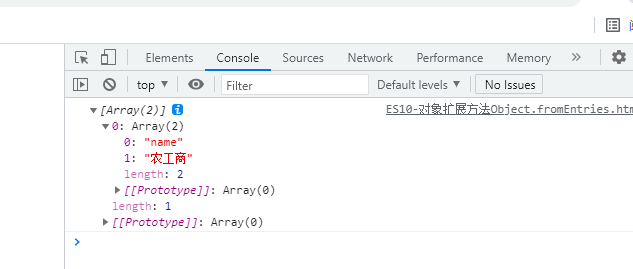 Elements Console Sources Network Performance Memory »
top Filter Default levels No Issues
[Array(2)] i ES10-对象扩展方法Object.fromEntries.htm
0: Array(2)
0: "name"
1: "农工商"
length: 2
[[Prototype]]: Array(0)
length: 1
[[Prototype]]: Array(0)